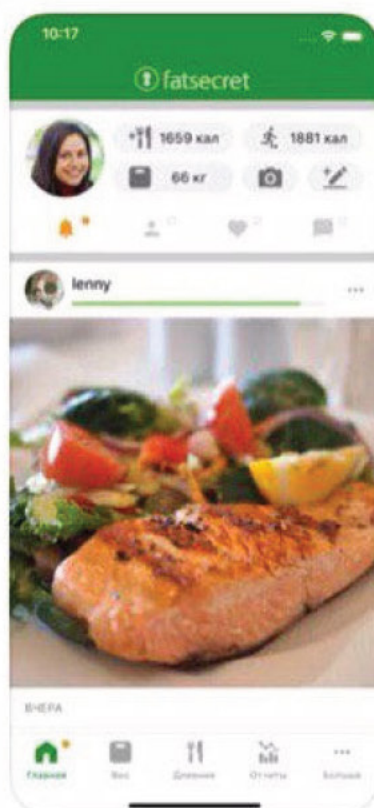 10:17
fatsecret
1659 кал
1881 кал
66 кг
lenny
ВЧЕРА
Главная
Вес
Дневник
Отчеты
Больше